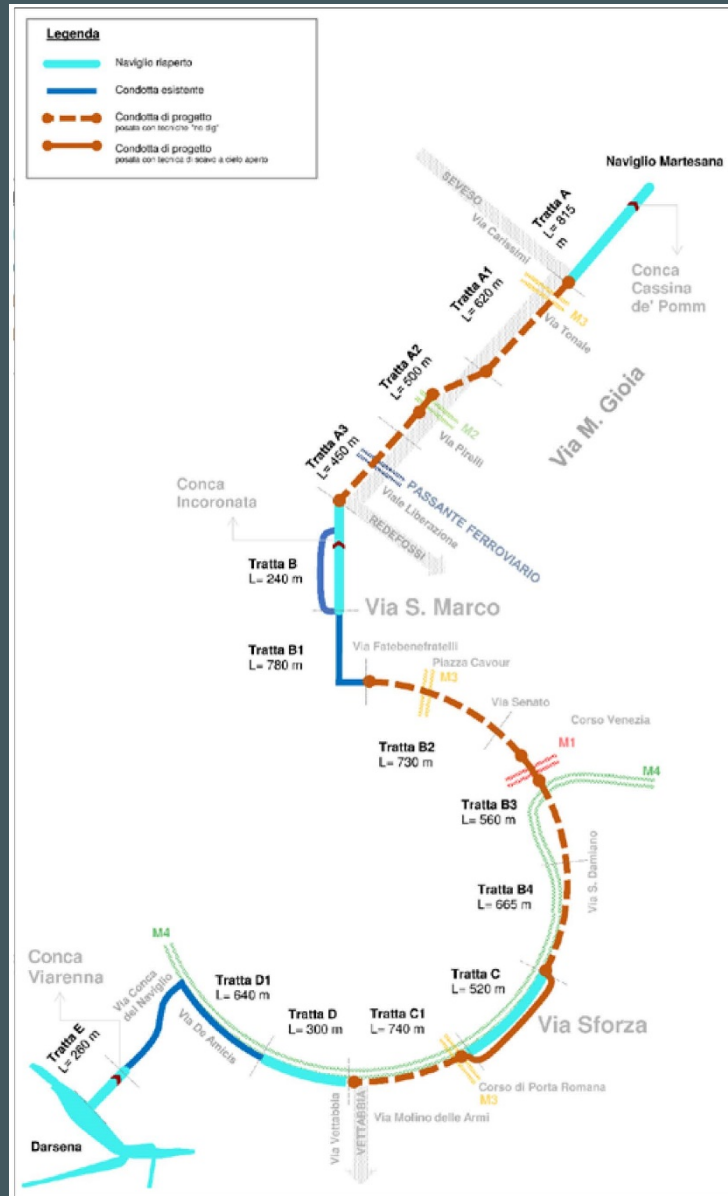 Legenda
Naviglio riaperto
Condotta esistente
Condotta di progetto
posata con tecniche "no dig"
Condotta di progetto
posata con tecnica di scavo a cielo aperto
Naviglio Martesana
SEVESO
Via Carissimi
Tratta A
L= 815
m
Conca
Cassina
de' Pomm
Tratta A1
L= 620 m
M3
Via Tonale
Tratta A2
L= 500 m
M2
Via Pirelli
Via M. Gioia
Tratta A3
L= 450 m
PASSANTE FERROVIARIO
Viale Liberazione
REDEFOSSI
Conca
Incoronata
Tratta B
L= 240 m
Via S. Marco
Tratta B1
L= 780 m
Via Fatebenefratelli
Piazza Cavour
M3
Via Senato
Corso Venezia
M1
M4
Tratta B2
L= 730 m
Tratta B3
L= 560 m
Via S. Damiano
Tratta B4
L= 665 m
Tratta C
L= 520 m
Via Sforza
Tratta C1
L= 740 m
Corso di Porta Romana
M3
Tratta D
L= 300 m
Tratta D1
L= 640 m
M4
Via De Amicis
Via Vettabbia
VETTABBIA
Via Molino delle Armi
Conca
Viarenna
Via Conca
del Naviglio
Tratta E
L= 260 m
Darsena